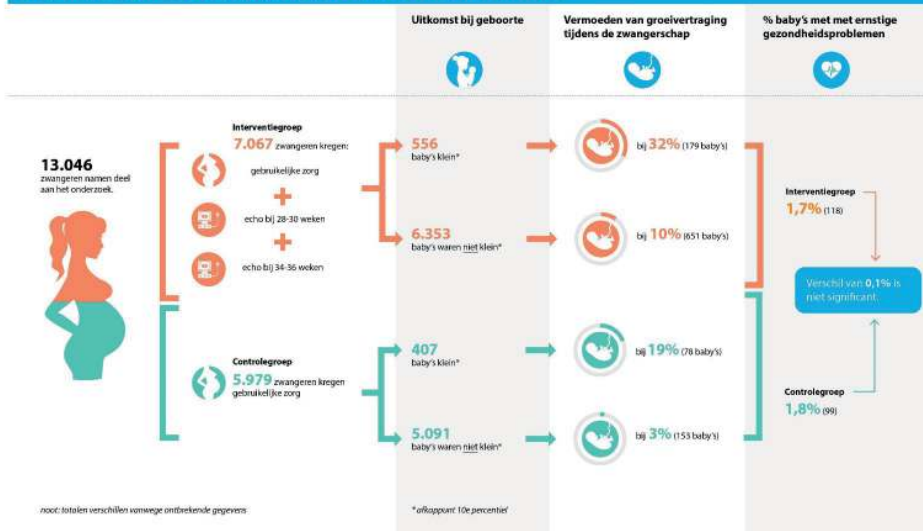 Uitkomst bij geboorte
Vermoeden van groeivertraging
tijdens de zwangerschap
% baby's met met ernstige
gezondheidsproblemen
13.046
zwangeren namen deel
aan het onderzoek.
Interventiegroep
7.067 zwangeren kregen:
gebruikelijke zorg
+
echo bij 28-30 weken
+
echo bij 34-36 weken
556
baby's klein*
bij 32% (179 baby's)
6.353
baby's waren niet klein*
bij 10% (651 baby's)
Interventiegroep
1,7% (118)
Verschil van 0,1% is
niet significant.
Controlegroep
5.979 zwangeren kregen
gebruikelijke zorg
407
baby's klein*
bij 19% (78 baby's)
5.091
baby's waren niet klein*
bij 3% (153 baby's)
Controlegroep
1,8% (99)
noot: totalen verschillen vanwege ontbrekende gegevens
* afkappunt 10e percentiel